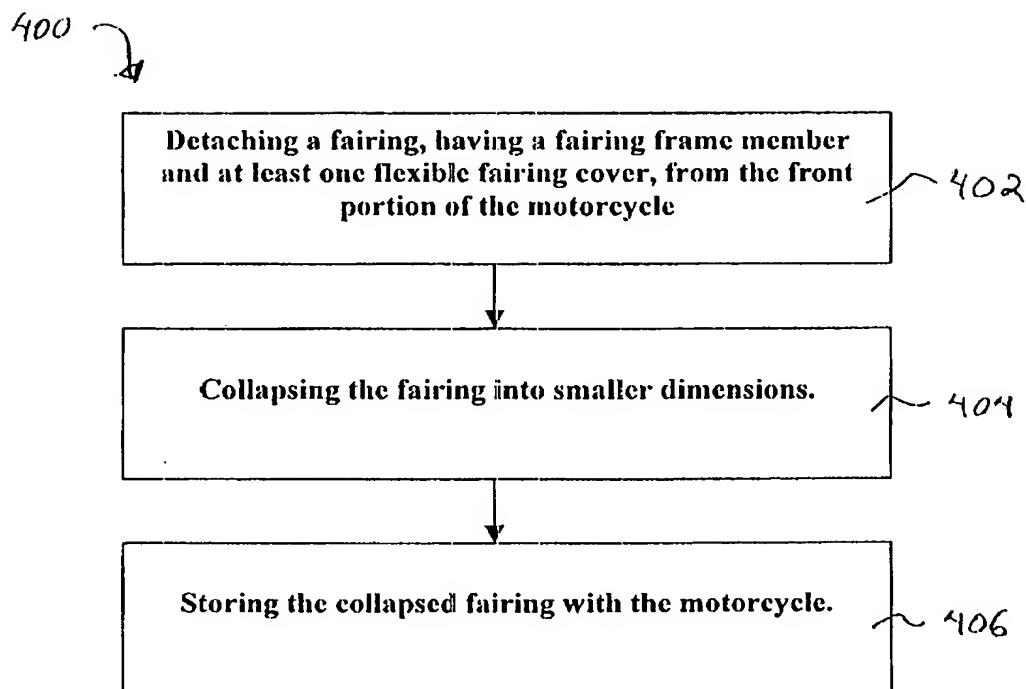 400
Detaching a fairing, having a fairing frame member
and at least one flexible fairing cover, from the front
portion of the motorcycle
402
Collapsing the fairing into smaller dimensions.
404
Storing the collapsed fairing with the motorcycle.
406